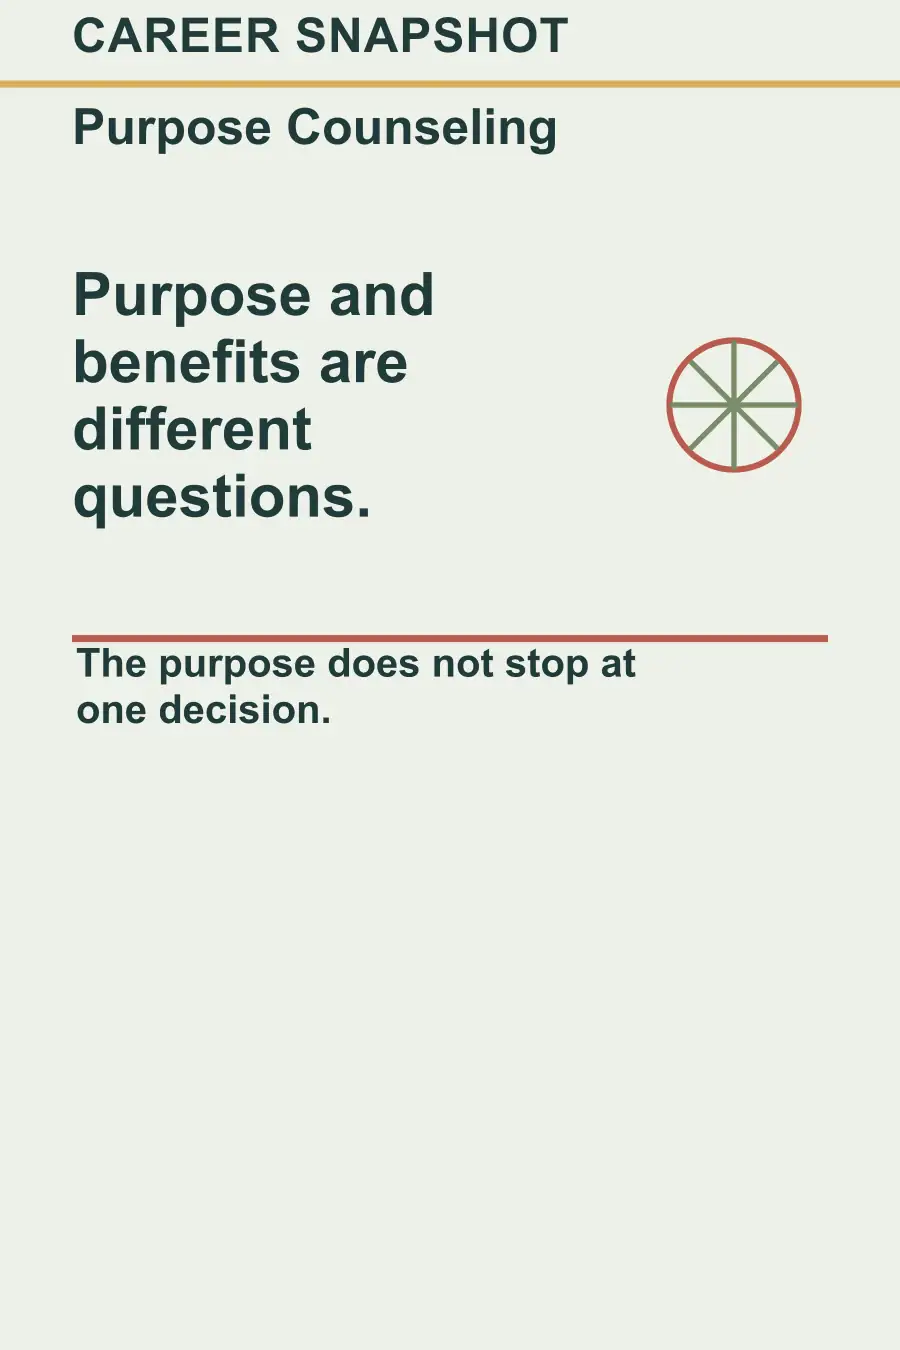 CAREER SNAPSHOT
Purpose Counseling
Purpose and
benefits are
different
questions.
The purpose does not stop at
one decision.